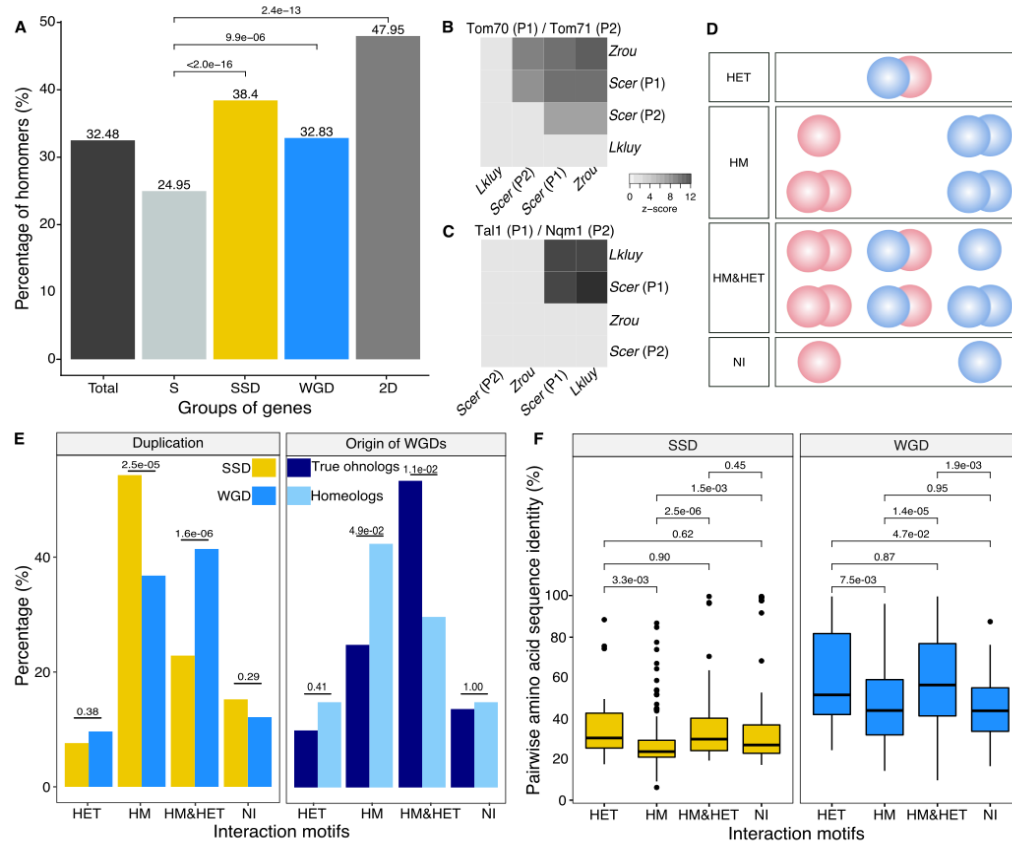 A
Percentage of homomers (%)
50
40
30
20
10
0
2.4e-13
9.9e-06
<2.0e-16
32.48
24.95
38.4
32.83
47.95
Total
S
SSD
WGD
2D
Groups of genes
B
Tom70 (P1) / Tom71 (P2)
Zrou
Scer (P1)
Scer (P2)
Lkluy
Lkluy
Scer (P2)
Scer (P1)
Zrou
0 4 8 12
z-score
C
Tal1 (P1) / Nqm1 (P2)
Lkluy
Scer (P1)
Zrou
Scer (P2)
Scer (P2)
Zrou
Scer (P1)
Lkluy
D
HET
HM
HM&HET
NI
E
Percentage (%)
40
20
0
Duplication
SSD
WGD
2.5e-05
1.6e-06
0.38
0.29
HET
HM
HM&HET
NI
Origin of WGDs
True ohnologs
Homeologs
1.1e-02
4.9e-02
0.41
1.00
HET
HM
HM&HET
NI
Interaction motifs
F
Pairwise amino acid sequence identity (%)
100
80
60
40
20
0
SSD
0.45
1.5e-03
2.5e-06
0.62
0.90
3.3e-03
HET
HM
HM&HET
NI
WGD
1.9e-03
0.95
1.4e-05
4.7e-02
0.87
7.5e-03
HET
HM
HM&HET
NI
Interaction motifs